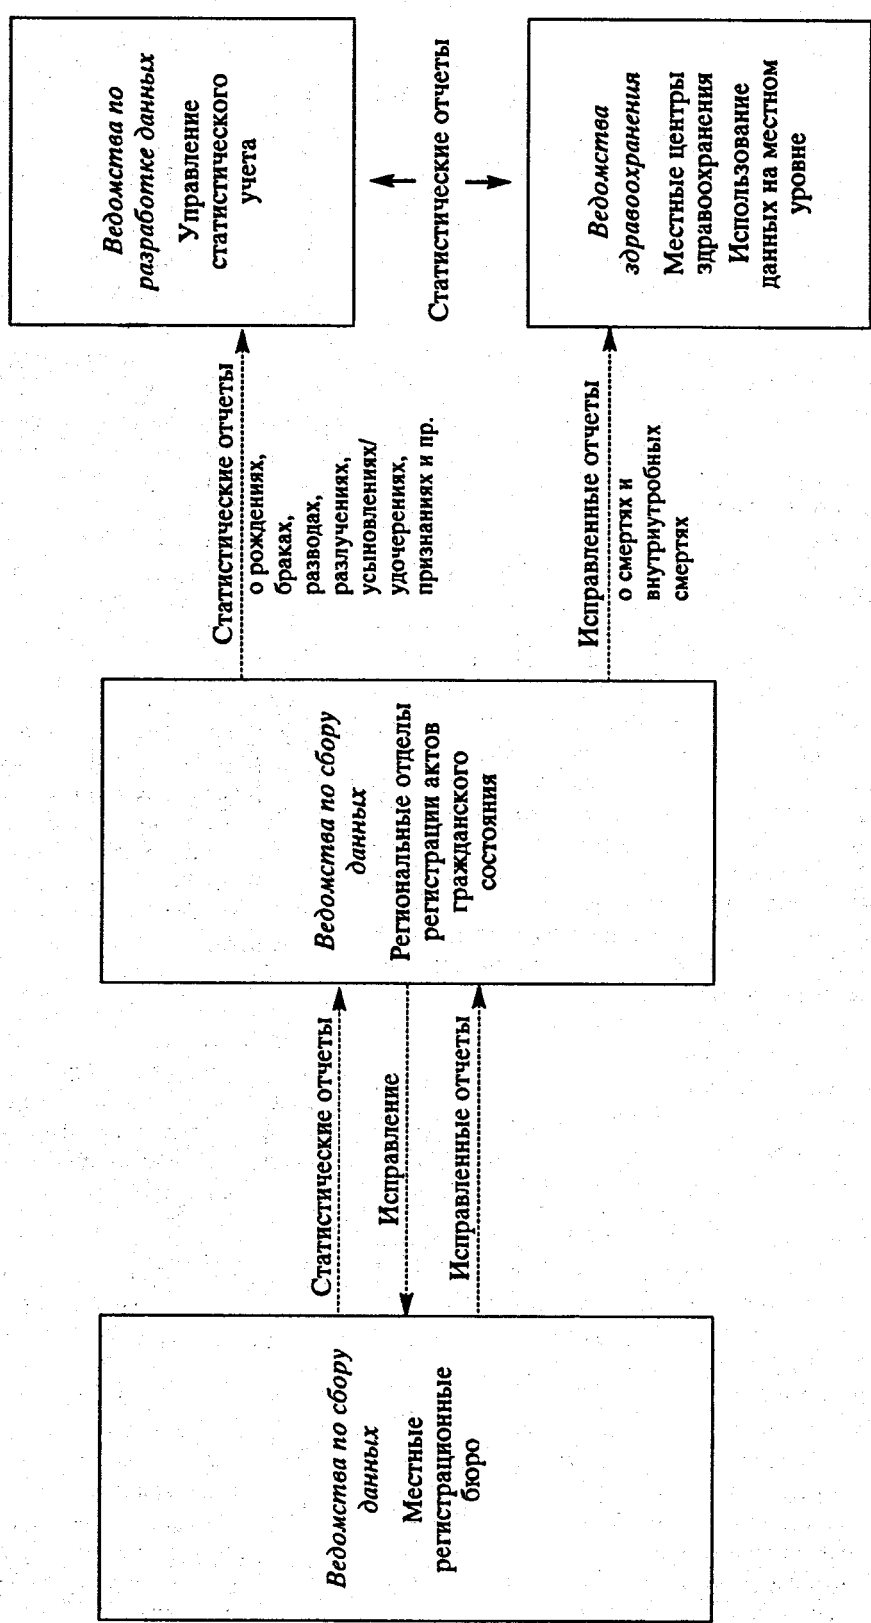 Ведомства по сбору
данных
Местные
регистрационные
бюро
Статистические отчеты
Исправление
Исправленные отчеты
Ведомства по сбору
данных
Региональные отделы
регистрации актов
гражданского
состояния
Статистические отчеты
о рождениях,
браках,
разводах,
разлучениях,
усыновлениях/
удочерениях,
признаниях и пр.
Исправленные отчеты
о смертях и
внутриутробных
смертях
Ведомства по
разработке данных
Управление
статистического
учета
Статистические отчеты
Ведомства
здравоохранения
Местные центры
здравоохранения
Использование
данных на местном
уровне